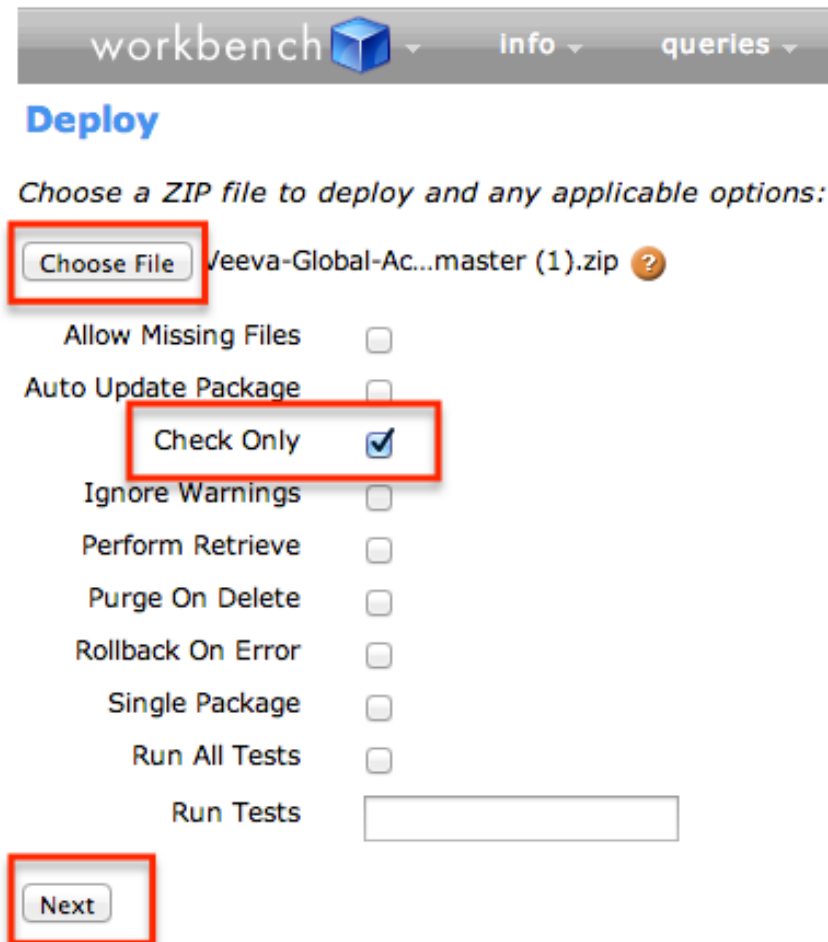 workbench info queries
Deploy
Choose a ZIP file to deploy and any applicable options:
Choose File Veeva-Global-Ac...master (1).zip ?
Allow Missing Files
Auto Update Package
Check Only
Ignore Warnings
Perform Retrieve
Purge On Delete
Rollback On Error
Single Package
Run All Tests
Run Tests
Next